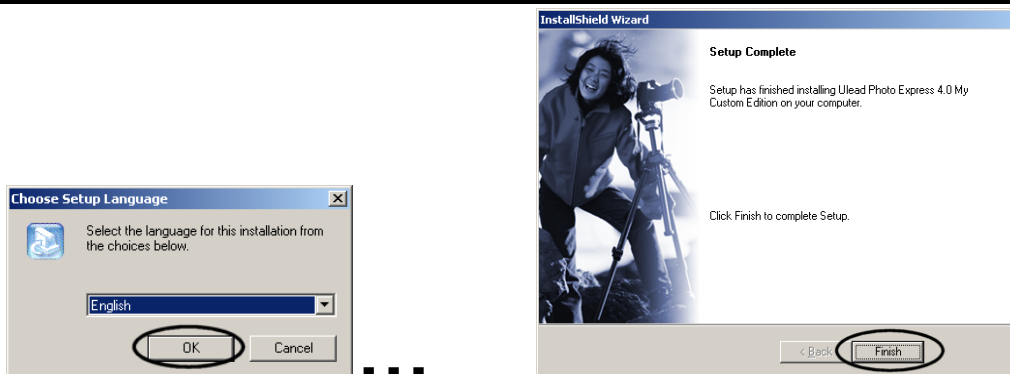 Choose Setup Language
Select the language for this installation from
the choices below.
English
OK Cancel
InstallShield Wizard
Setup Complete
Setup has finished installing Ulead Photo Express 4.0 My
Custom Edition on your computer.
Click Finish to complete Setup.
< Back Finish